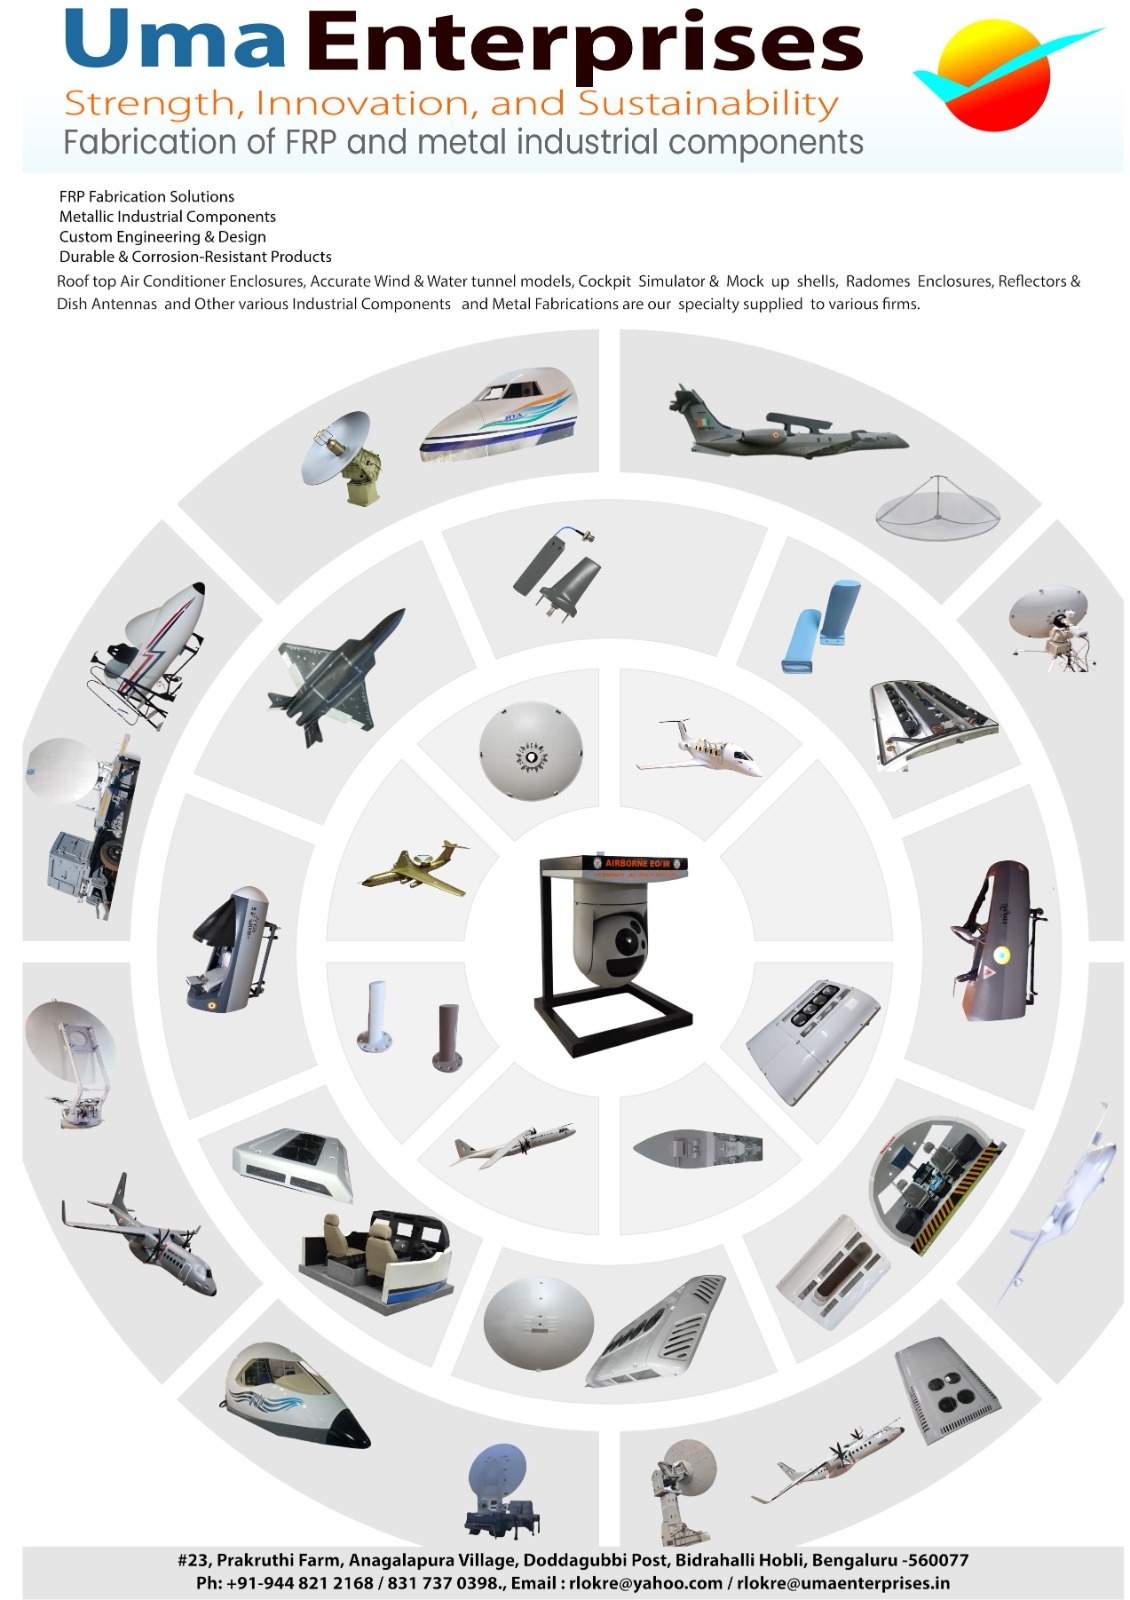 Uma Enterprises
Strength, Innovation, and Sustainability
Fabrication of FRP and metal industrial components
FRP Fabrication Solutions
Metallic Industrial Components
Custom Engineering & Design
Durable & Corrosion-Resistant Products
Roof top Air Conditioner Enclosures, Accurate Wind & Water tunnel models, Cockpit Simulator & Mock up shells, Radomes Enclosures, Reflectors &
Dish Antennas and Other various Industrial Components and Metal Fabrications are our specialty supplied to various firms.
AIRBORNE EO/IR
#23, Prakruthi Farm, Anagalapura Village, Doddagubbi Post, Bidrahalli Hobli, Bengaluru -560077
Ph: +91-944 821 2168 / 831 737 0398., Email : rlokre@yahoo.com / rlokre@umaenterprises.in